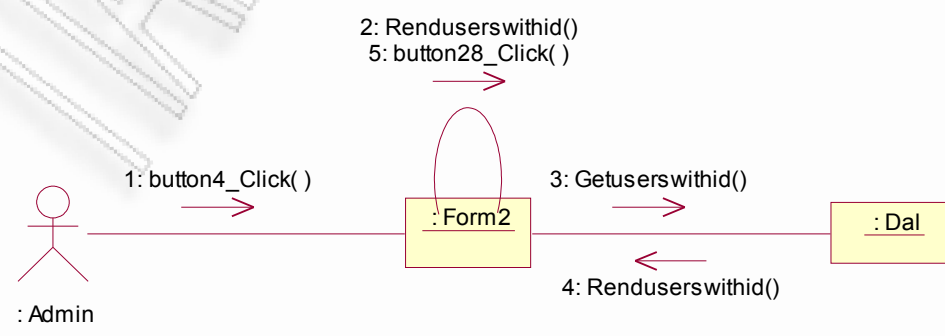 2: Renduserswithid()
5: button28_Click( )
1: button4_Click( )
3: Getuserswithid()
: Form2
: Dal
4: Renduserswithid()
: Admin